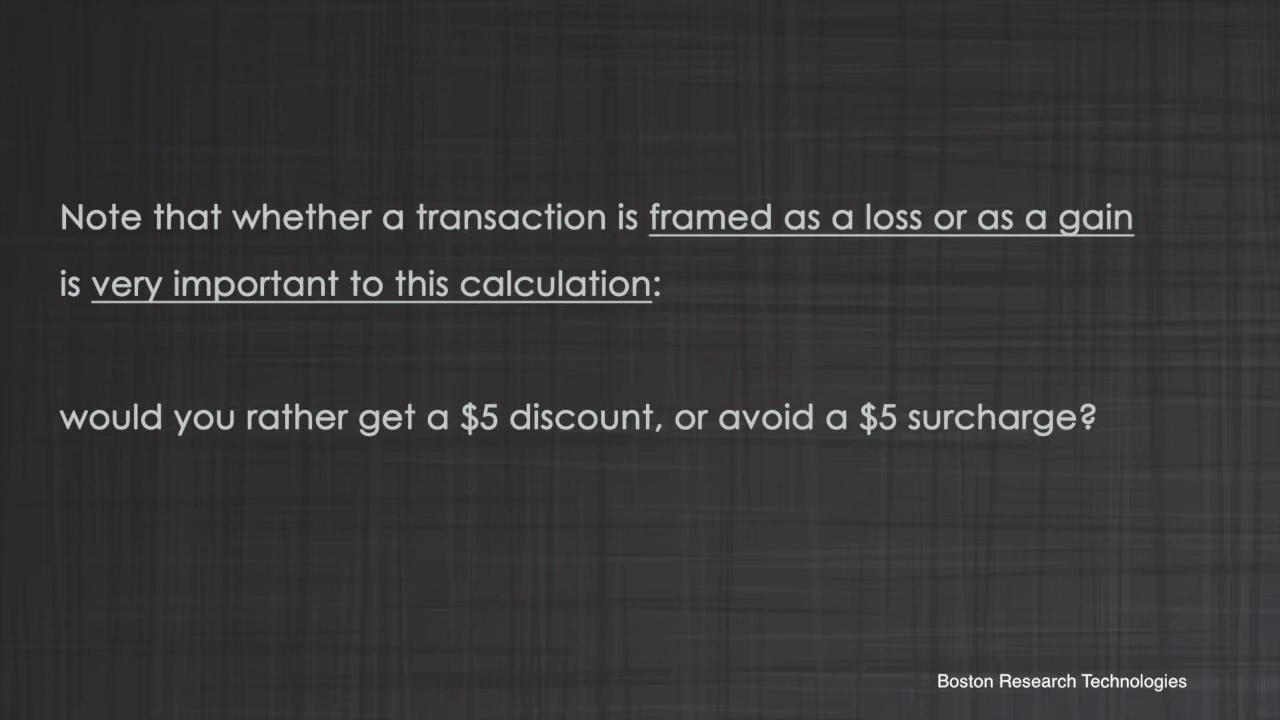 Note that whether a transaction is framed as a loss or as a gain
is very important to this calculation:
would you rather get a $5 discount, or avoid a $5 surcharge?
Boston Research Technologies